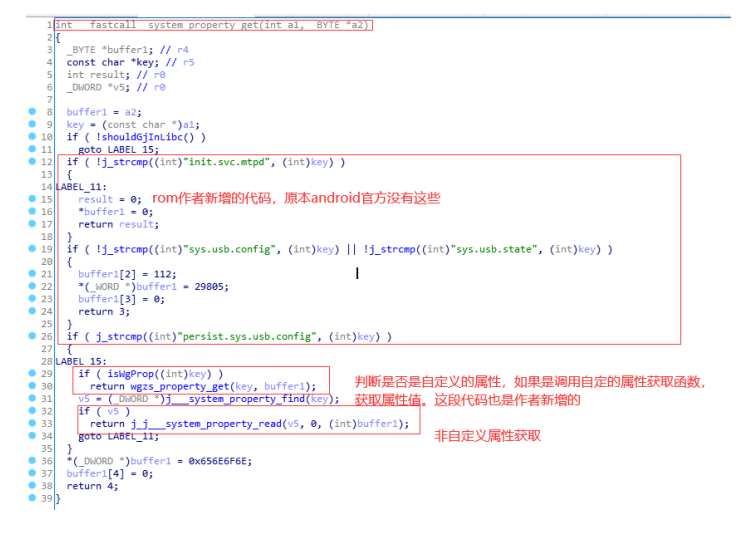 1 int __fastcall _system_property_get(int a1, _BYTE *a2)
2 {
3 _BYTE *buffer1; // r4
4 const char *key; // r5
5 int result; // r0
6 _DWORD *v5; // r0
7
8 buffer1 = a2;
9 key = (const char *)a1;
10 if ( !shouldGjInLibc() )
11 goto LABEL_15;
12 if ( !j_strcmp((int)"init.svc.mtpd", (int)key) )
13 {
14 LABEL_11:
15 result = 0; rom作者新增的代码，原本android官方没有这些
16 *buffer1 = 0;
17 return result;
18 }
19 if ( !j_strcmp((int)"sys.usb.config", (int)key) || !j_strcmp((int)"sys.usb.state", (int)key) )
20 {
21 buffer1[2] = 112;
22 *(_WORD *)buffer1 = 29805;
23 buffer1[3] = 0;
24 return 3;
25 }
26 if ( j_strcmp((int)"persist.sys.usb.config", (int)key) )
27 {
28 LABEL_15:
29 if ( isWgProp((int)key) )
30 return wgzs_property_get(key, buffer1);
判断是否是自定义的属性，如果是调用自定的属性获取函数，
31 v5 = (_DWORD *)j___system_property_find(key);
获取属性值。这段代码也是作者新增的
32 if ( v5 )
33 return j_j___system_property_read(v5, 0, (int)buffer1);
非自定义属性获取
34 goto LABEL_11;
35 }
36 *(_DWORD *)buffer1 = 0x656E6F6E;
37 buffer1[4] = 0;
38 return 4;
39 }